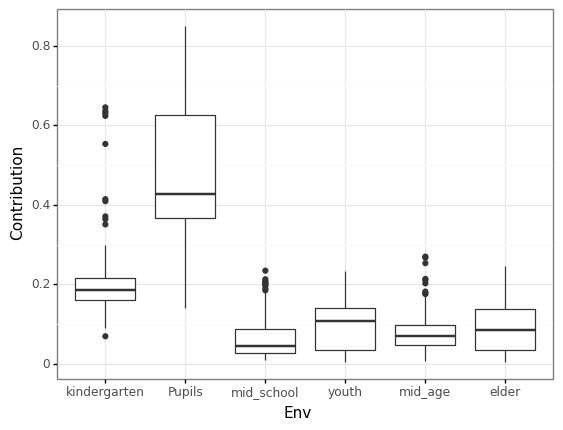 0.8
0.6
0.4
0.2
0
Contribution
kindergarten Pupils mid_school youth mid_age elder
Env